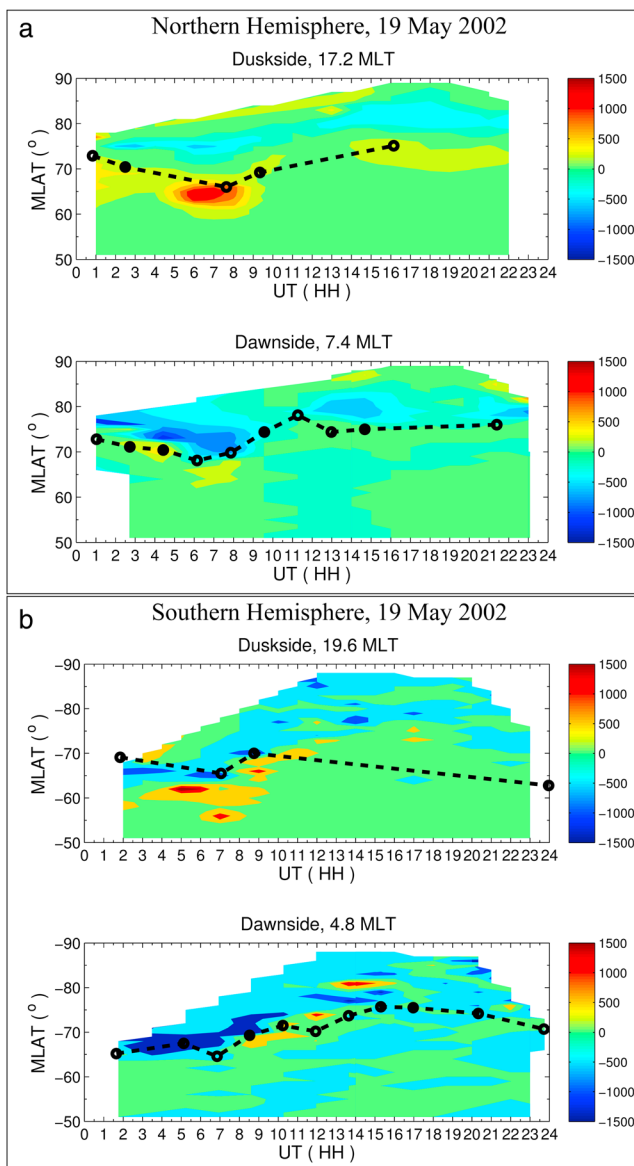 a
Northern Hemisphere, 19 May 2002
Duskside, 17.2 MLT
90
80
70
60
50
MLAT ( ° )
0 1 2 3 4 5 6 7 8 9 10 11 12 13 14 15 16 17 18 19 20 21 22 23 24
UT ( HH )
1500
1000
500
0
−500
−1000
−1500
Dawnside, 7.4 MLT
90
80
70
60
50
MLAT ( ° )
0 1 2 3 4 5 6 7 8 9 10 11 12 13 14 15 16 17 18 19 20 21 22 23 24
UT ( HH )
1500
1000
500
0
−500
−1000
−1500
b
Southern Hemisphere, 19 May 2002
Duskside, 19.6 MLT
−90
−80
−70
−60
−50
MLAT ( ° )
0 1 2 3 4 5 6 7 8 9 10 11 12 13 14 15 16 17 18 19 20 21 22 23 24
UT ( HH )
1500
1000
500
0
−500
−1000
−1500
Dawnside, 4.8 MLT
−90
−80
−70
−60
−50
MLAT ( ° )
0 1 2 3 4 5 6 7 8 9 10 11 12 13 14 15 16 17 18 19 20 21 22 23 24
UT ( HH )
1500
1000
500
0
−500
−1000
−1500